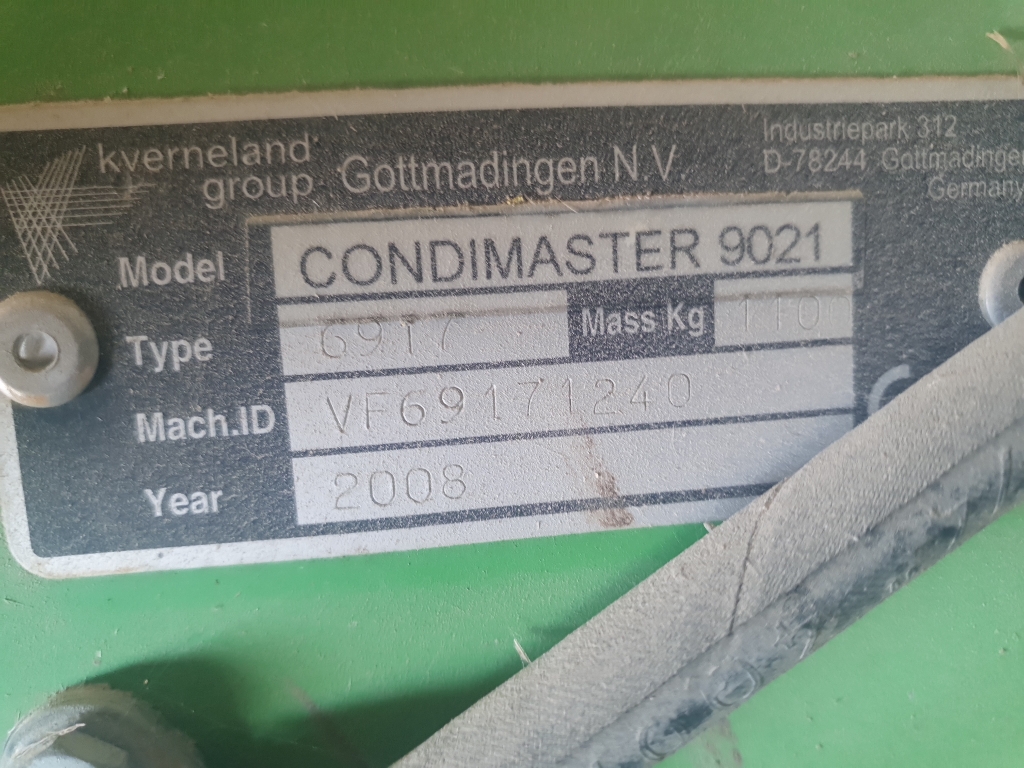 kverneland
group
Gottmadingen N.V.
Industriepark 312
D-78244 Gottmadingen
Germany
Model CONDIMASTER 9021
Type 6917 Mass Kg 110
Mach.ID VF69171240
Year 2008